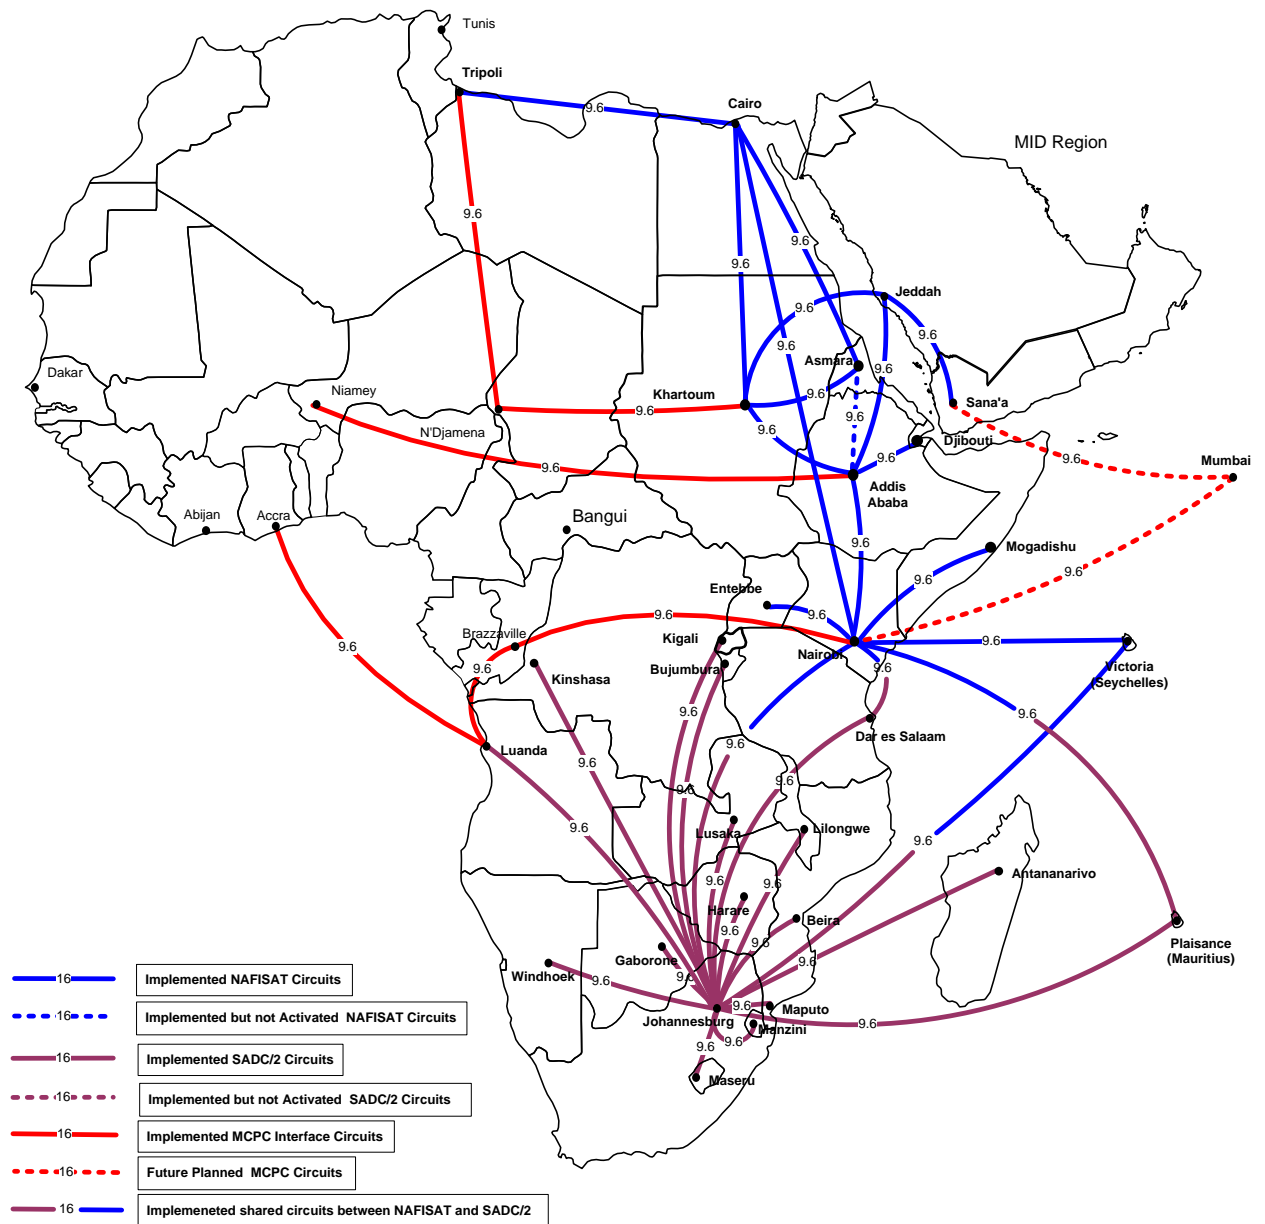 Tunis
Tripoli
9.6
Cairo
MID Region
9.6
9.6
9.6
Jeddah
9.6
9.6
9.6
Asmara
9.6
Dakar
Niamey
Khartoum
9.6
9.6
Sana'a
N'Djamena
9.6
9.6
9.6
Djibouti
9.6
9.6
9.6
Mumbai
Addis
Ababa
Abijan
Accra
Bangui
9.6
Mogadishu
9.6
9.6
Entebbe
9.6
9.6
Brazzaville
Kigali
9.6
9.6
Nairobi
9.6
9.6
Bujumbura
Victoria
(Seychelles)
Kinshasa
9.6
9.6
Dar es Salaam
Luanda
9.6
9.6
9.6
9.6
Lusaka
Lilongwe
9.6
9.6
Antananarivo
9.6
9.6
Harare
Beira
9.6
9.6
Plaisance
(Mauritius)
Gaborone
9.6
Windhoek
9.6
9.6
Maputo
9.6
Johannesburg
9.6
Manzini
9.6
9.6
Maseru
16
Implemented NAFISAT Circuits
16
Implemented but not Activated  NAFISAT Circuits
16
Implemented SADC/2 Circuits
16
Implemented but not Activated  SADC/2 Circuits
16
Implemented MCPC Interface Circuits
16
Future Planned  MCPC Circuits
16
Implemeneted shared circuits between NAFISAT and SADC/2